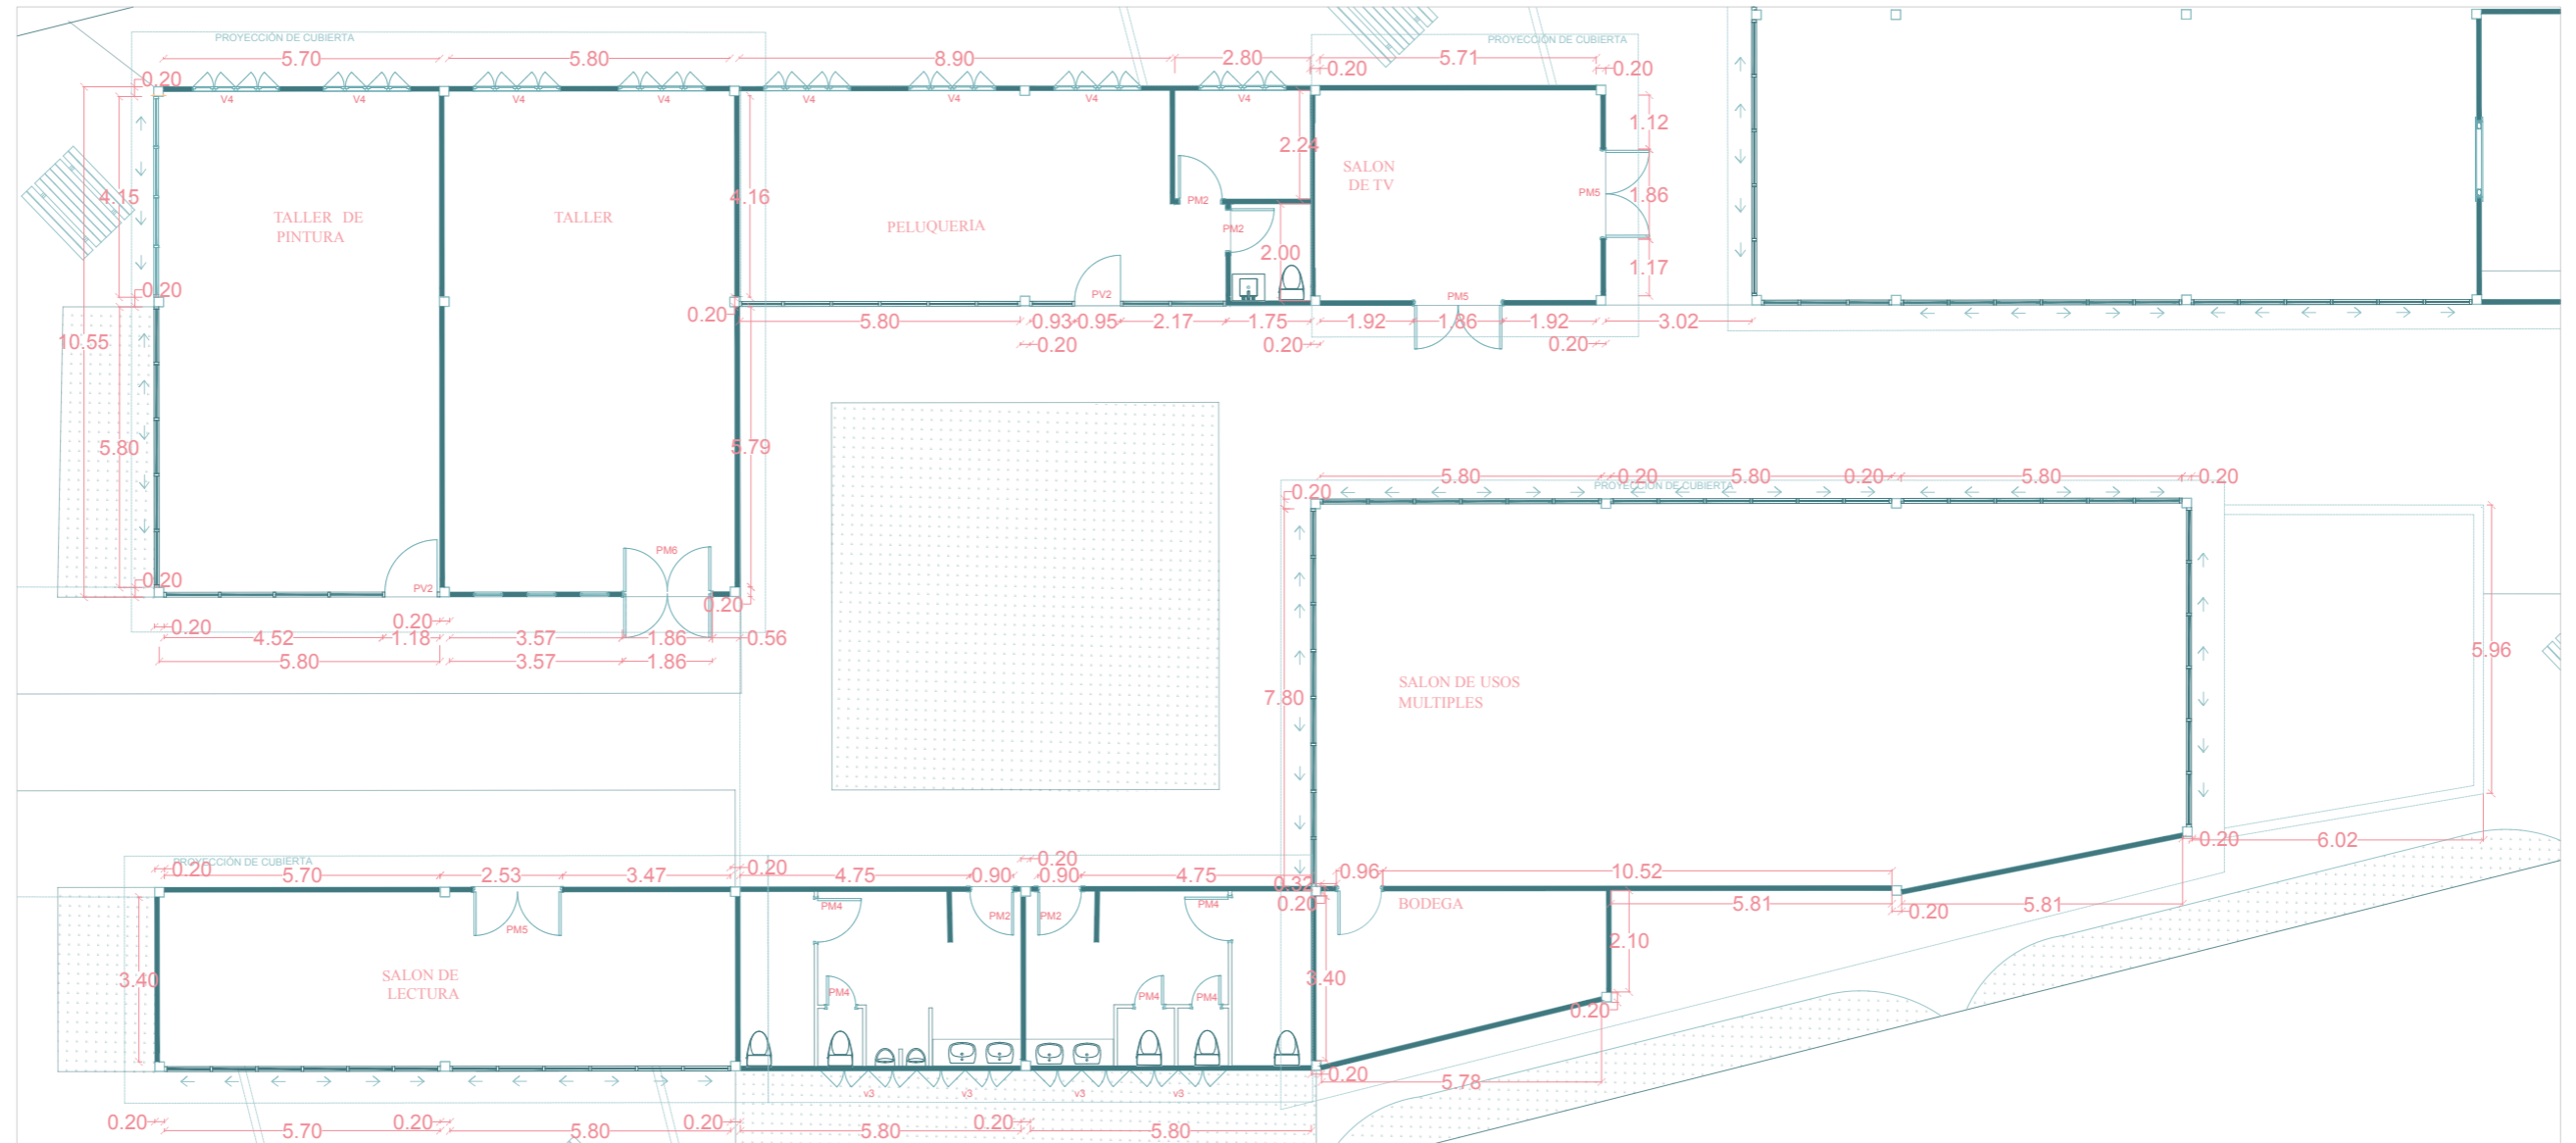 PROYECCIÓN DE CUBIERTA
PROYECCIÓN DE CUBIERTA
5.70
5.80
8.90
2.80
5.71
0.20
0.20
0.20
V4
V4
V4
V4
V4
V4
V4
V4
1.12
2.24
4.15
4.16
SALON
DE TV
PM5
1.86
PM2
TALLER DE
PINTURA
TALLER
PELUQUERÍA
PM2
2.00
1.17
0.20
PV2
PM5
0.20
5.80
0.93
0.95
2.17
1.75
1.92
1.86
1.92
3.02
10.55
0.20
0.20
0.20
5.80
5.79
5.80
0.20
5.80
0.20
5.80
0.20
PROYECCIÓN DE CUBIERTA
0.20
PM6
0.20
PV2
0.20
0.20
0.20
4.52
1.18
3.57
1.86
0.56
5.80
3.57
1.86
5.96
SALON DE USOS
MULTIPLES
7.80
0.20
6.02
PROYECCIÓN DE CUBIERTA
0.20
5.70
2.53
3.47
0.20
4.75
0.90
0.20
0.90
4.75
0.32
0.96
10.52
0.20
BODEGA
5.81
0.20
5.81
PM4
PM2
PM2
PM4
PM5
2.10
SALON DE
LECTURA
3.40
3.40
PM4
PM4
PM4
0.20
0.20
5.78
v3
v3
v3
v3
0.20
5.70
0.20
5.80
0.20
5.80
0.20
5.80